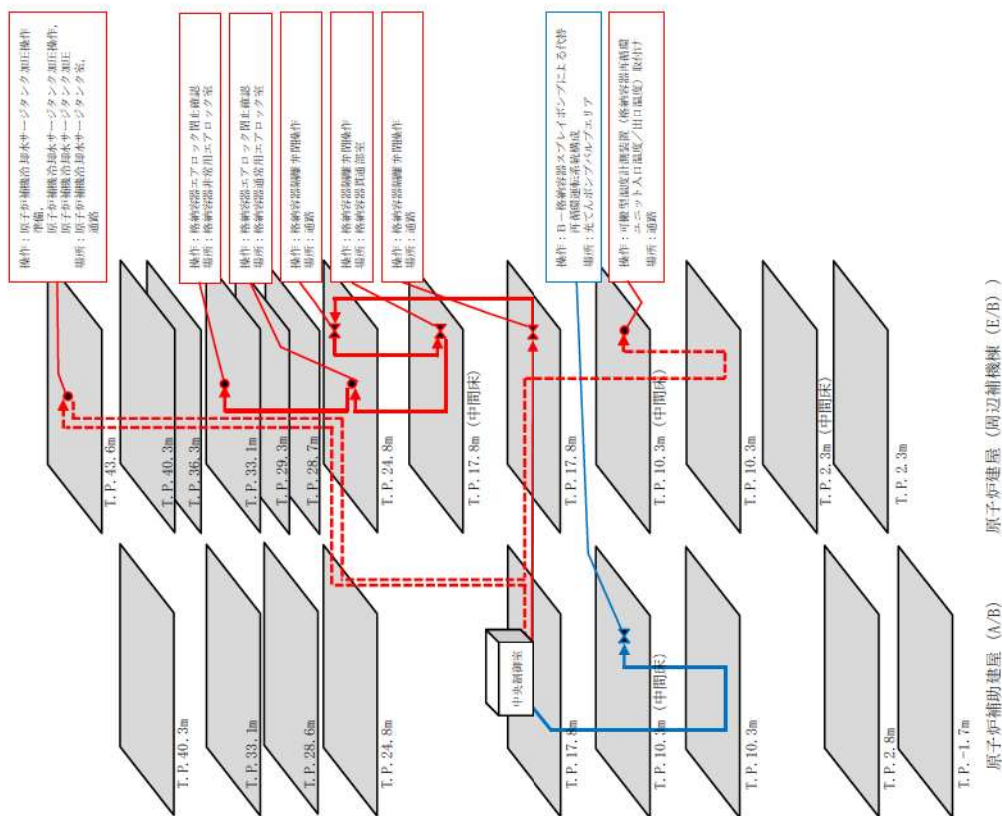 操作：原子炉補機冷却水サージタンク加圧操作
準備，
原子炉補機冷却水サージタンク加圧操作，
原子炉補機冷却水サージタンク加圧
場所：原子炉補機冷却水サージタンク室，
通路
操作：格納容器エアロック閉止確認
場所：格納容器非常用エアロック室
操作：格納容器エアロック閉止確認
場所：格納容器通常用エアロック室
操作：格納容器隔離弁閉操作
場所：通路
操作：格納容器隔離弁閉操作
場所：格納容器貫通部室
操作：格納容器隔離弁閉操作
場所：通路
操作：B－格納容器スプレイポンプによる代替
再循環運転系統構成
場所：充てんポンプバルブエリア
操作：可搬型温度計測装置（格納容器再循環
ユニット入口温度／出口温度）取付け
場所：通路
T.P.43.6m
T.P.40.3m
T.P.36.3m
T.P.33.1m
T.P.29.3m
T.P.28.7m
T.P.24.8m
T.P.17.8m（中間床）
T.P.17.8m
T.P.10.3m（中間床）
T.P.10.3m
T.P.2.3m（中間床）
T.P.2.3m
原子炉建屋（周辺補機棟（E/B））
T.P.40.3m
T.P.33.1m
T.P.28.6m
T.P.24.8m
中央制御室
T.P.17.8m
T.P.10.3m（中間床）
T.P.10.3m
T.P.2.8m
T.P.-1.7m
原子炉補助建屋（A/B）